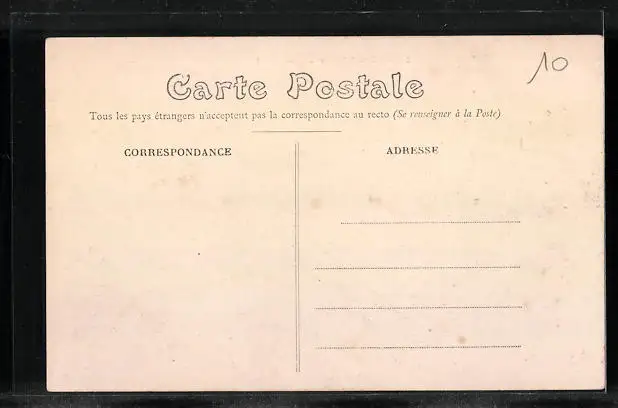 10
Carte Postale
Tous les pays étrangers n'acceptent pas la correspondance au recto (Se renseigner à la Poste)
CORRESPONDANCE
ADRESSE